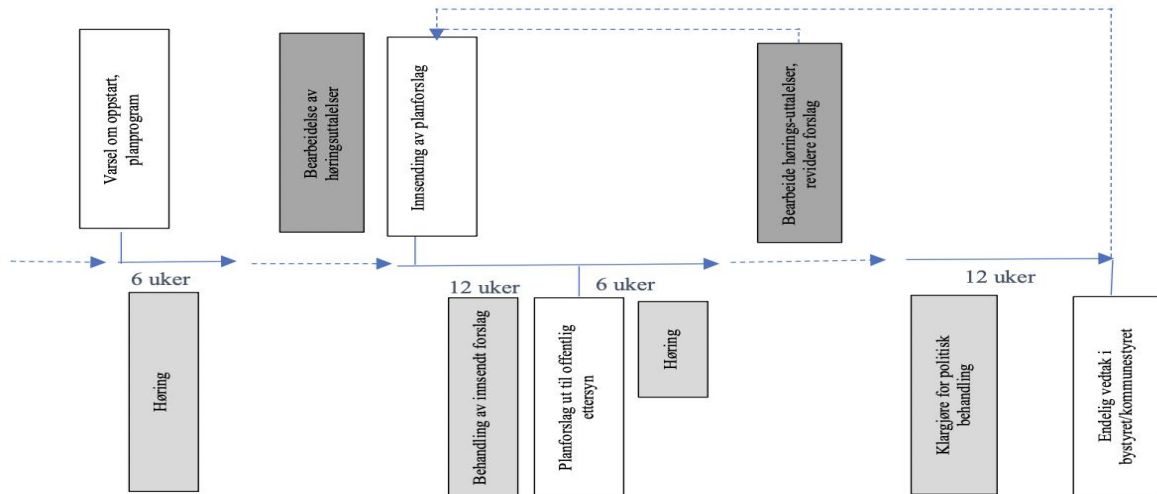 Varsel om oppstart,
planprogram
Bearbeidelse av
høringsuttalelser
Innsending av planforslag
Bearbeide hørings-uttalelser,
revidere forslag
6 uker
12 uker
6 uker
12 uker
Høring
Behandling av innsendt forslag
Planforslag ut til offentlig
ettersyn
Høring
Klargjøre for politisk
behandling
Endelig vedtak i
bystyret/kommunestyret